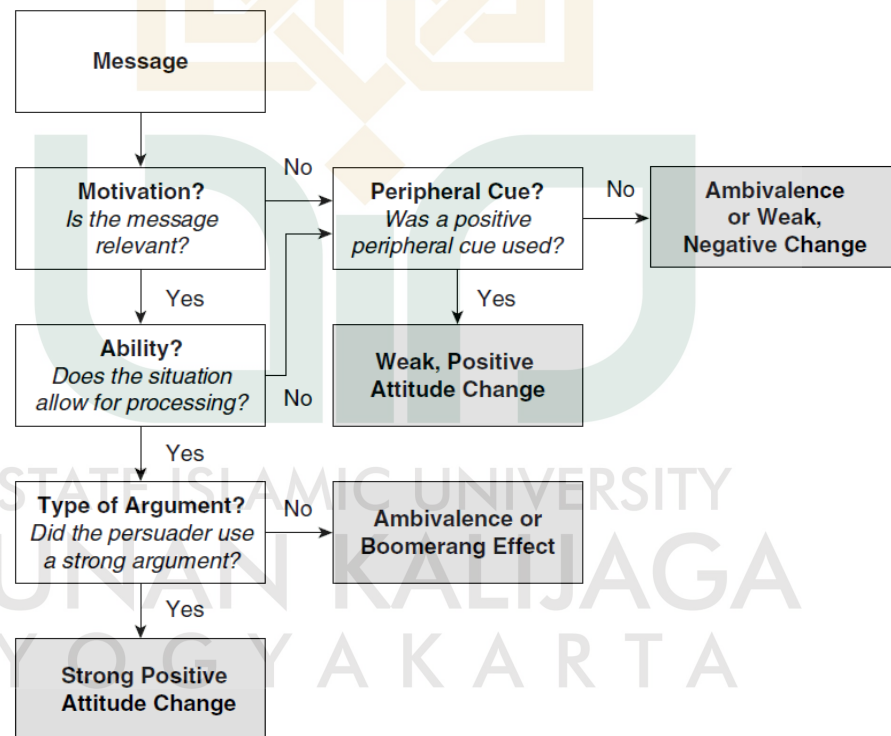 Message
No
Motivation?
Is the message
relevant?
Peripheral Cue?
Was a positive
peripheral cue used?
No
Ambivalence
or Weak,
Negative Change
Yes
Yes
Ability?
Does the situation
allow for processing?
No
Weak, Positive
Attitude Change
Yes
STATE ISLAMIC UNIVERSITY
Type of Argument?
Did the persuader use
a strong argument?
No
Ambivalence or
Boomerang Effect
UNAN KALIJAGA
Yes
YOGYAKARTA
Strong Positive
Attitude Change